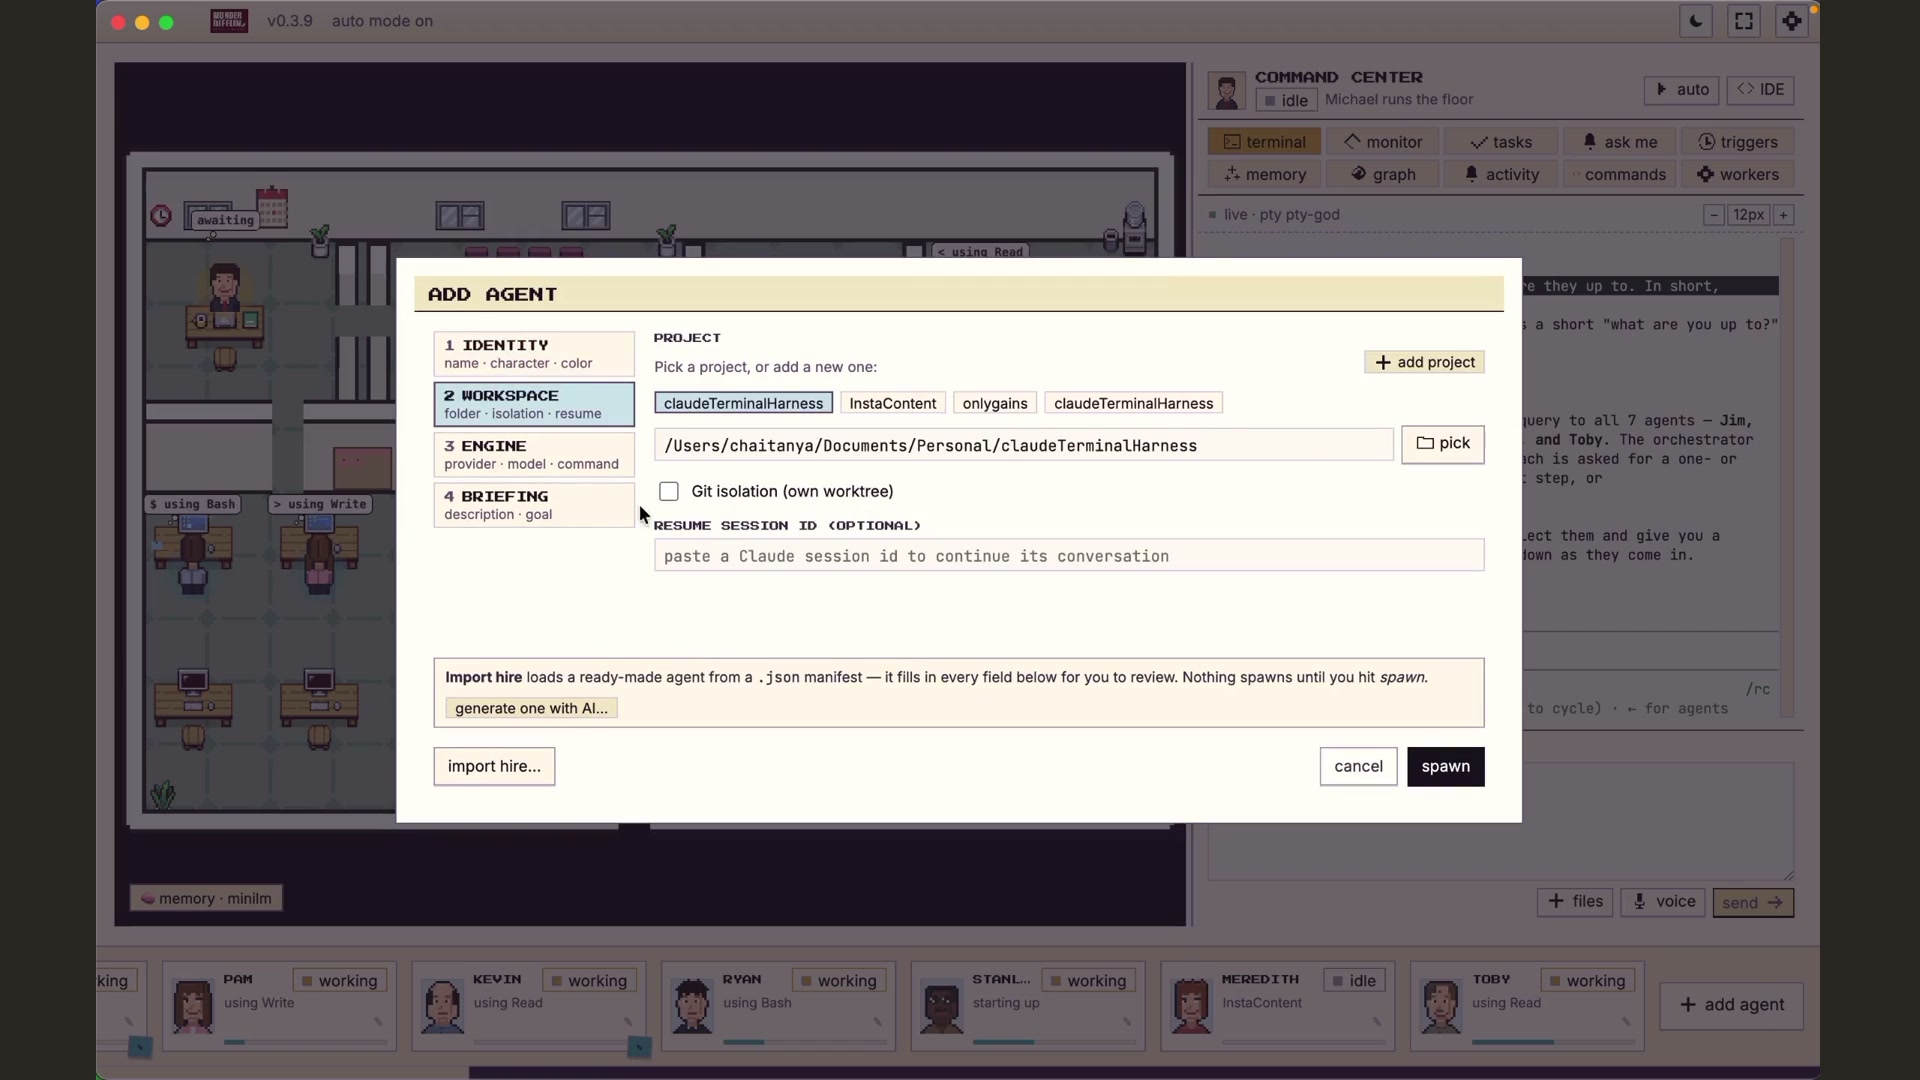 MURDER MIFFLIN v0.3.9 auto mode on
COMMAND CENTER
idle Michael runs the floor
auto <> IDE
terminal monitor tasks ask me triggers
memory graph activity commands workers
live · pty pty-god
− 12px +
awaiting
< using Read
$ using Bash
> using Write
re they up to. In short,
s a short "what are you up to?"
query to all 7 agents — Jim,
and Toby. The orchestrator
ach is asked for a one- or
t step, or
lect them and give you a
down as they come in.
/rc
to cycle) · ← for agents
ADD AGENT
1 IDENTITY
name · character · color
2 WORKSPACE
folder · isolation · resume
3 ENGINE
provider · model · command
4 BRIEFING
description · goal
PROJECT
Pick a project, or add a new one:
+ add project
claudeTerminalHarness InstaContent onlygains claudeTerminalHarness
/Users/chaitanya/Documents/Personal/claudeTerminalHarness
pick
Git isolation (own worktree)
RESUME SESSION ID (OPTIONAL)
paste a Claude session id to continue its conversation
Import hire loads a ready-made agent from a .json manifest — it fills in every field below for you to review. Nothing spawns until you hit spawn.
generate one with AI...
import hire...
cancel spawn
memory · minilm
+ files voice send →
king
PAM working
using Write
KEVIN working
using Read
RYAN working
using Bash
STANL... working
starting up
MEREDITH idle
InstaContent
TOBY working
using Read
+ add agent